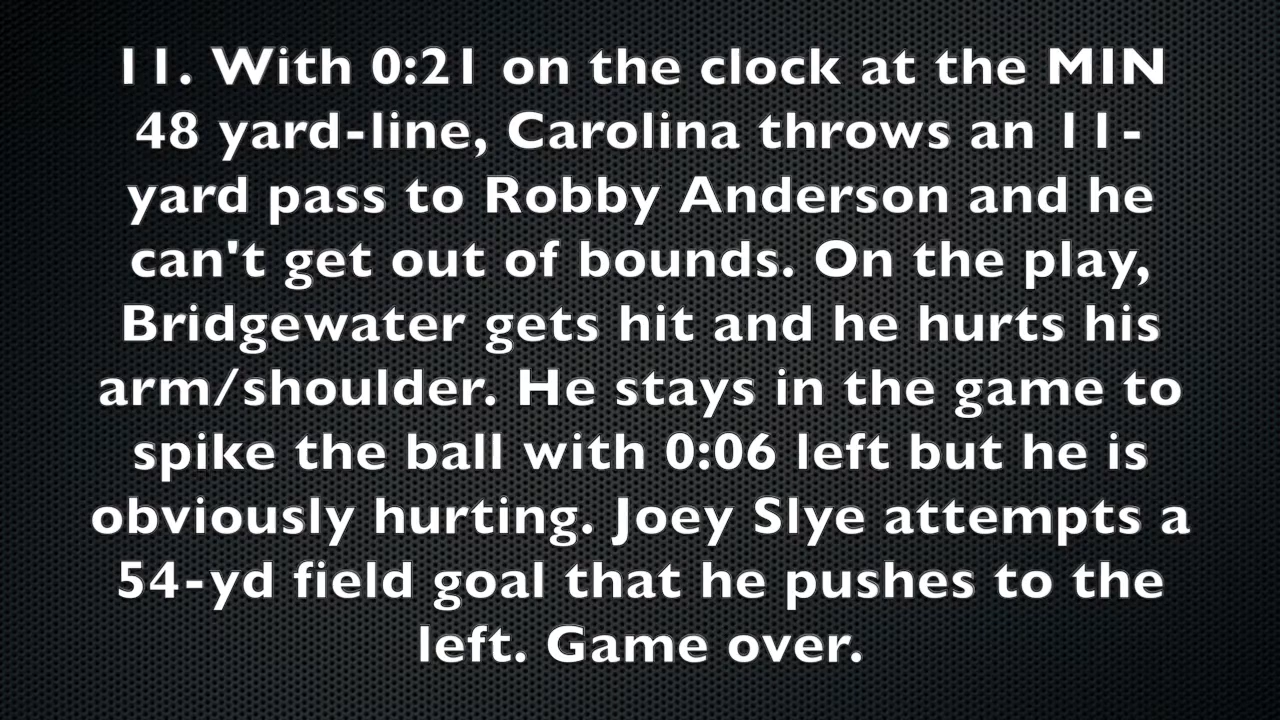 11. With 0:21 on the clock at the MIN
48 yard-line, Carolina throws an 11-
yard pass to Robby Anderson and he
can't get out of bounds. On the play,
Bridgewater gets hit and he hurts his
arm/shoulder. He stays in the game to
spike the ball with 0:06 left but he is
obviously hurting. Joey Slye attempts a
54-yd field goal that he pushes to the
left. Game over.